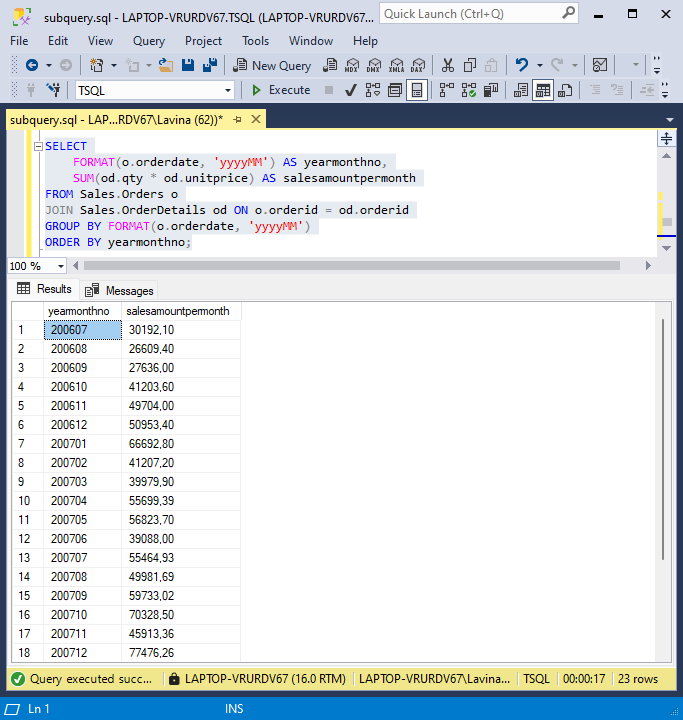 subquery.sql - LAPTOP-VRURDV67.TSQL (LAPTOP-VRURDV67...
Quick Launch (Ctrl+Q)
File Edit View Query Project Tools Window Help
New Query MDX DMX XMLA DAX
TSQL Execute
subquery.sql - LAP...RDV67\Lavina (62))*
SELECT
FORMAT(o.orderdate, 'yyyyMM') AS yearmonthno,
SUM(od.qty * od.unitprice) AS salesamountpermonth
FROM Sales.Orders o
JOIN Sales.OrderDetails od ON o.orderid = od.orderid
GROUP BY FORMAT(o.orderdate, 'yyyyMM')
ORDER BY yearmonthno;
100 %
Results Messages
yearmonthno salesamountpermonth
1 200607 30192,10
2 200608 26609,40
3 200609 27636,00
4 200610 41203,60
5 200611 49704,00
6 200612 50953,40
7 200701 66692,80
8 200702 41207,20
9 200703 39979,90
10 200704 55699,39
11 200705 56823,70
12 200706 39088,00
13 200707 55464,93
14 200708 49981,69
15 200709 59733,02
16 200710 70328,50
17 200711 45913,36
18 200712 77476,26
Query executed succ... LAPTOP-VRURDV67 (16.0 RTM) LAPTOP-VRURDV67\Lavina... TSQL 00:00:17 23 rows
Ln 1 INS